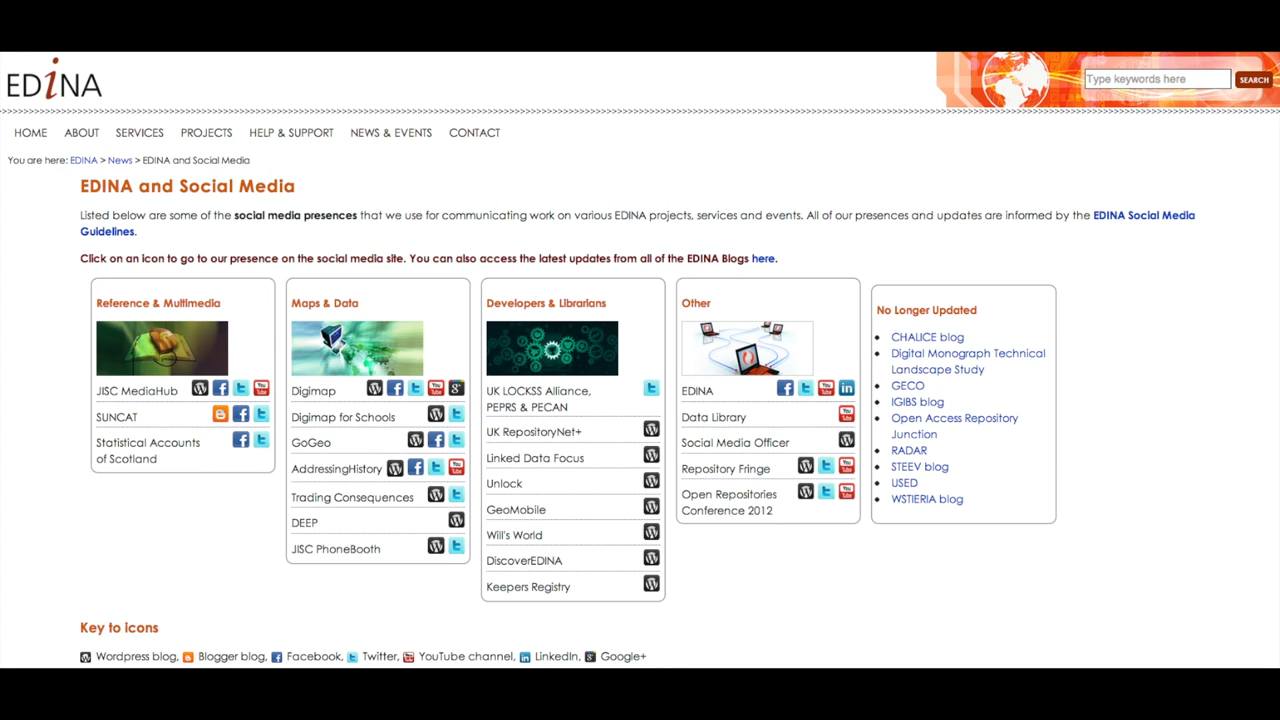 EDiNA
Type keywords here
SEARCH
HOME ABOUT SERVICES PROJECTS HELP & SUPPORT NEWS & EVENTS CONTACT
You are here: EDINA > News > EDINA and Social Media
EDINA and Social Media
Listed below are some of the social media presences that we use for communicating work on various EDINA projects, services and events. All of our presences and updates are informed by the EDINA Social Media
Guidelines.
Click on an icon to go to our presence on the social media site. You can also access the latest updates from all of the EDINA Blogs here.
Reference & Multimedia
JISC MediaHub
SUNCAT
Statistical Accounts
of Scotland
Maps & Data
Digimap
Digimap for Schools
GoGeo
AddressingHistory
Trading Consequences
DEEP
JISC PhoneBooth
Developers & Librarians
UK LOCKSS Alliance,
PEPRS & PECAN
UK RepositoryNet+
Linked Data Focus
Unlock
GeoMobile
Will's World
DiscoverEDINA
Keepers Registry
Other
EDINA
Data Library
Social Media Officer
Repository Fringe
Open Repositories
Conference 2012
No Longer Updated
CHALICE blog
Digital Monograph Technical
Landscape Study
GECO
IGIBS blog
Open Access Repository
Junction
RADAR
STEEV blog
USED
WSTIERIA blog
Key to icons
Wordpress blog, Blogger blog, Facebook, Twitter, YouTube channel, LinkedIn, Google+